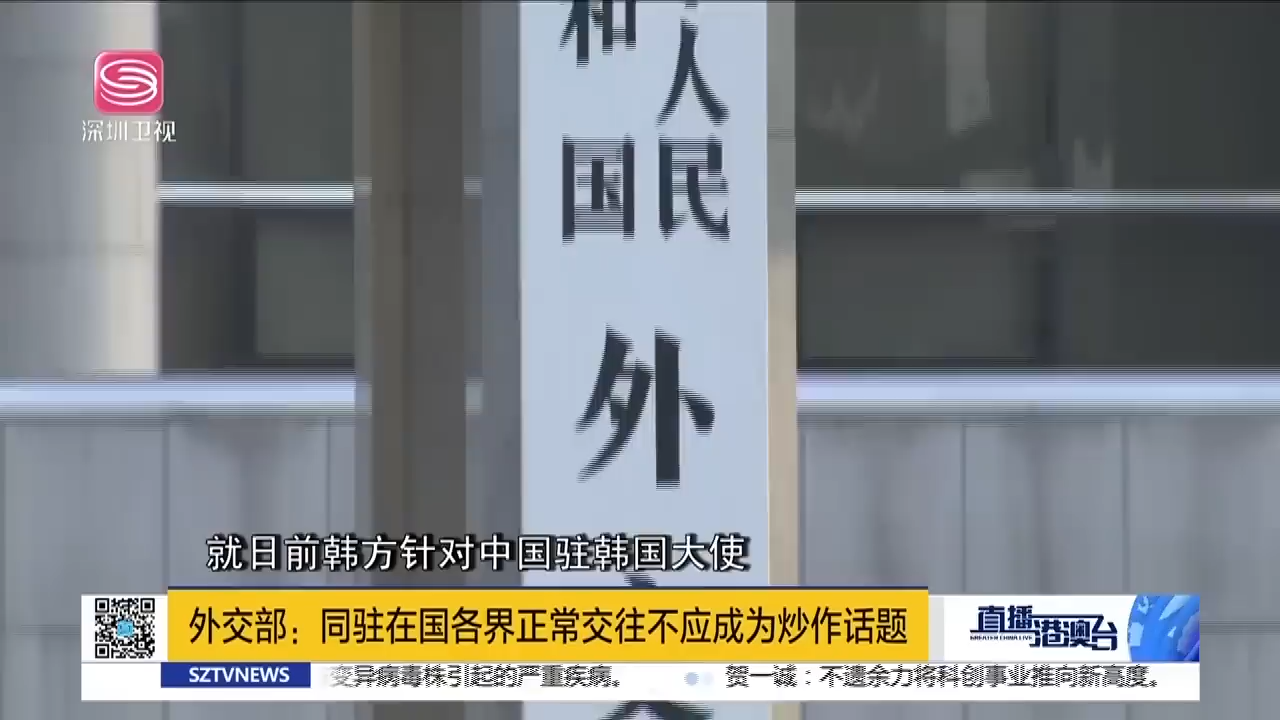 和 人
国 民
外
深圳卫视
就日前韩方针对中国驻韩国大使
外交部：同驻在国各界正常交往不应成为炒作话题
直播港澳台
GREATER CHINA LIVE
SZTVNEWS
变异病毒株引起的严重疾病。
贺一诚：不遗余力将科创事业推向新高度。